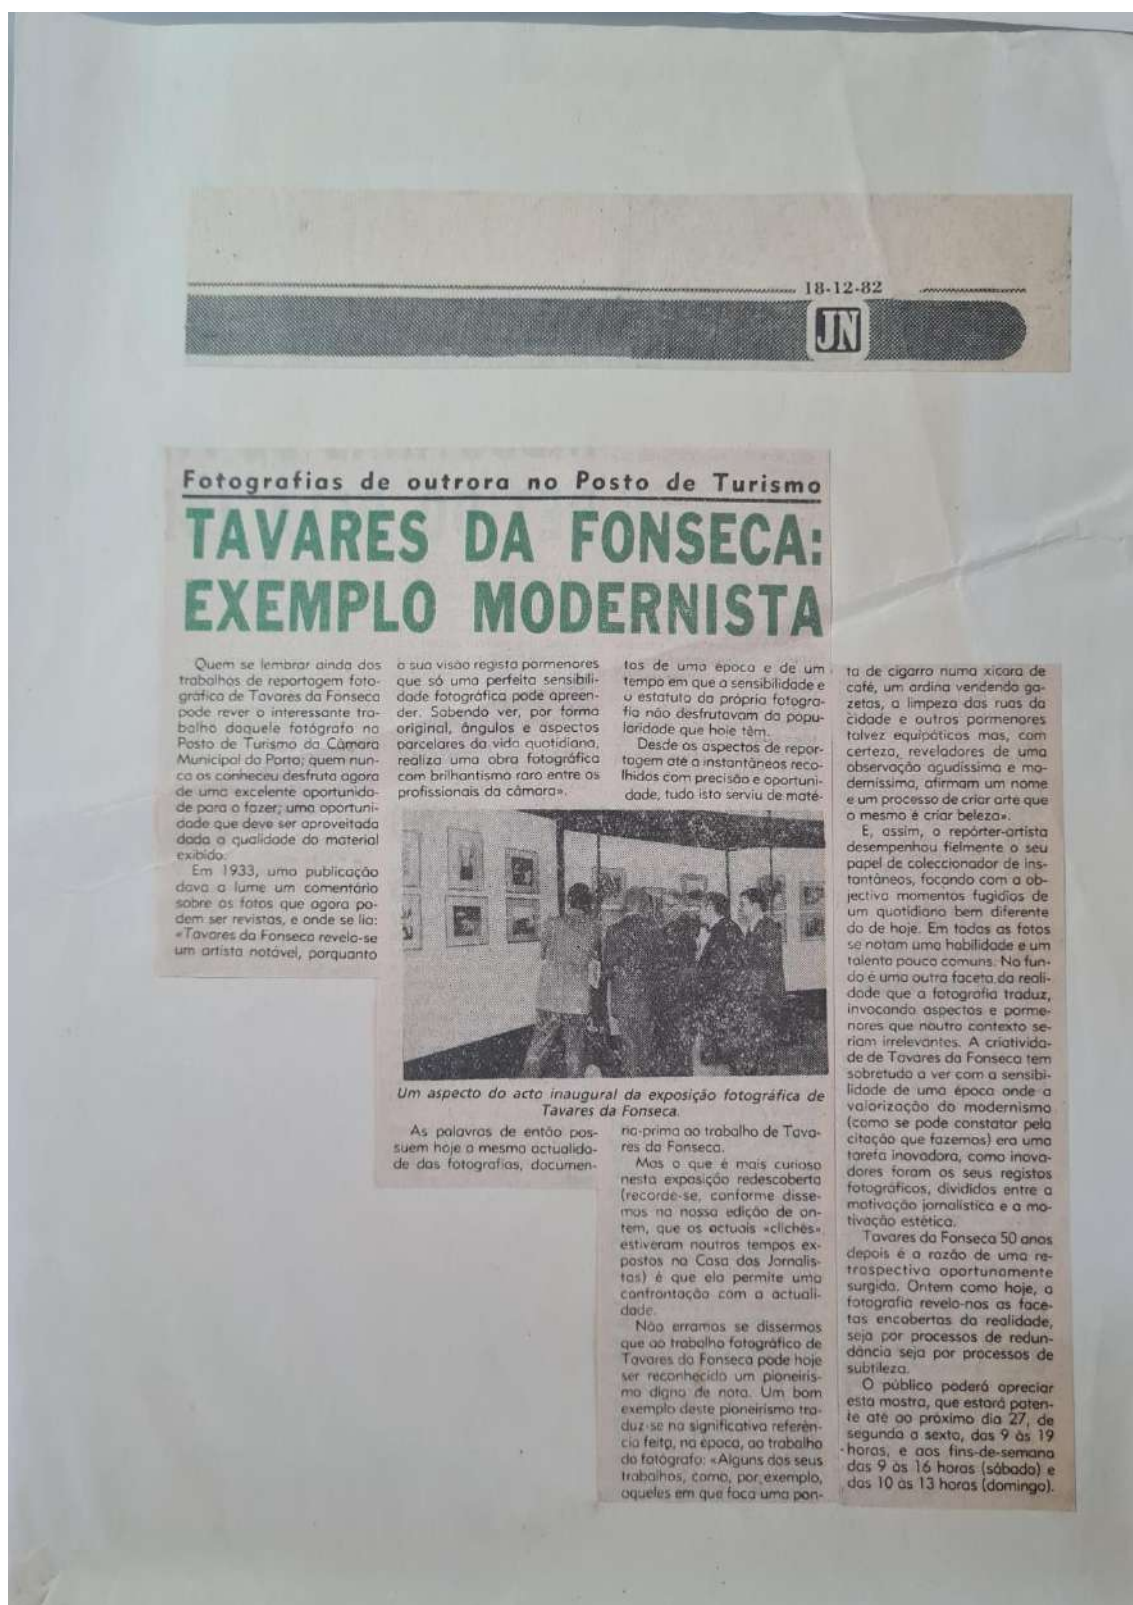 18-12-82
JN
Fotografias de outrora no Posto de Turismo
TAVARES DA FONSECA:
EXEMPLO MODERNISTA
Quem se lembrar ainda dos
trabalhos de reportagem foto-
gráfica de Tavares da Fonseca
pode rever o interessante tra-
balho daquele fotógrafo no
Posto de Turismo da Câmara
Municipal do Porto; quem nun-
ca os conheceu desfruta agora
de uma excelente oportunida-
de para o fazer; uma oportuni-
dade que deve ser aproveitada
dada a qualidade do material
exibido.
Em 1933, uma publicação
dava a lume um comentário
sobre as fotos que agora po-
dem ser revistas, e onde se lia:
«Tavares da Fonseca revela-se
um artista notável, porquanto
a sua visão regista pormenores
que só uma perfeita sensibili-
dade fotográfica pode apreen-
der. Sabendo ver, por forma
original, ângulos e aspectos
parcelares da vida quotidiana,
realiza uma obra fotográfica
com brilhantismo raro entre os
profissionais da câmara».
Um aspecto do acto inaugural da exposição fotográfica de
Tavares da Fonseca.
As palavras de então pos-
suem hoje a mesma actualida-
de das fotografias, documen-
tos de uma época e de um
tempo em que a sensibilidade e
o estatuto da própria fotogra-
fia não desfrutavam da popu-
laridade que hoje têm.
Desde os aspectos de repor-
tagem até a instantâneos reco-
lhidos com precisão e oportuni-
dade, tudo isto serviu de maté-
ria-prima ao trabalho de Tava-
res da Fonseca.
Mas o que é mais curioso
nesta exposição redescoberta
(recorde-se, conforme disse-
mos na nossa edição de on-
tem, que os actuais «clichés»
estiveram noutros tempos ex-
postos na Casa dos Jornalis-
tas) é que ela permite uma
confrontação com a actuali-
dade.
Não erramos se dissermos
que ao trabalho fotográfico de
Tavares da Fonseca pode hoje
ser reconhecido um pioneiris-
mo digno de nota. Um bom
exemplo deste pioneirismo tra-
duz-se na significativa referên-
cia feita, na época, ao trabalho
do fotógrafo: «Alguns dos seus
trabalhos, como, por exemplo,
aqueles em que foca uma pon-
ta de cigarro numa xícara de
café, um ardina vendendo ga-
zetas, a limpeza das ruas da
cidade e outros pormenores
talvez equipáticos mas, com
certeza, reveladores de uma
observação agudíssima e mo-
dernissima, afirmam um nome
e um processo de criar arte que
o mesmo é criar beleza».
E, assim, o repórter-artista
desempenhou fielmente o seu
papel de coleccionador de ins-
tantâneos, focando com a ob-
jectiva momentos fugidios de
um quotidiano bem diferente
do de hoje. Em todas as fotos
se notam uma habilidade e um
talento pouco comuns. No fun-
do é uma outra faceta da reali-
dade que a fotografia traduz,
invocando aspectos e porme-
nores que noutro contexto se-
riam irrelevantes. A criativida-
de de Tavares da Fonseca tem
sobretudo a ver com a sensibi-
lidade de uma época onde a
valorização do modernismo
(como se pode constatar pela
citação que fazemos) era uma
tarefa inovadora, como inova-
dores foram os seus registos
fotográficos, divididos entre a
motivação jornalística e a mo-
tivação estética.
Tavares da Fonseca 50 anos
depois é a razão de uma re-
trospectiva oportunamente
surgida. Ontem como hoje, a
fotografia revela-nos as face-
tas encobertas da realidade,
seja por processos de redun-
dância seja por processos de
subtileza.
O público poderá apreciar
esta mostra, que estará paten-
te até ao próximo dia 27, de
segunda a sexta, das 9 às 19
horas, e aos fins-de-semana
das 9 às 16 horas (sábado) e
das 10 às 13 horas (domingo).